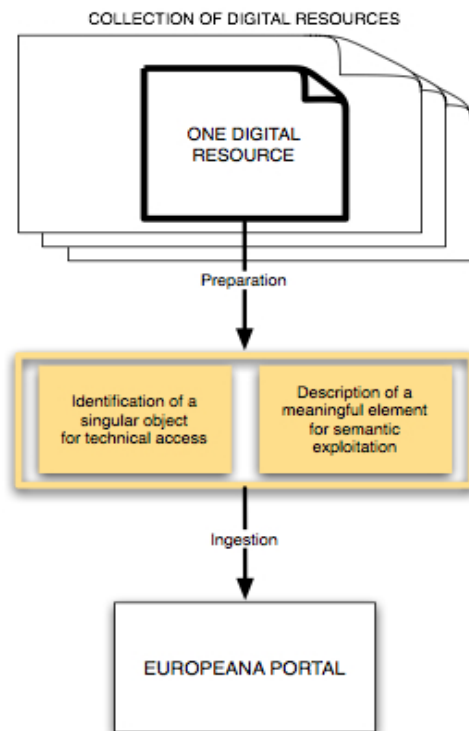 COLLECTION OF DIGITAL RESOURCES
ONE DIGITAL
RESOURCE
Preparation
Identification of a
singular object
for technical access
Description of a
meaningful element
for semantic
exploitation
Ingestion
EUROPEANA PORTAL